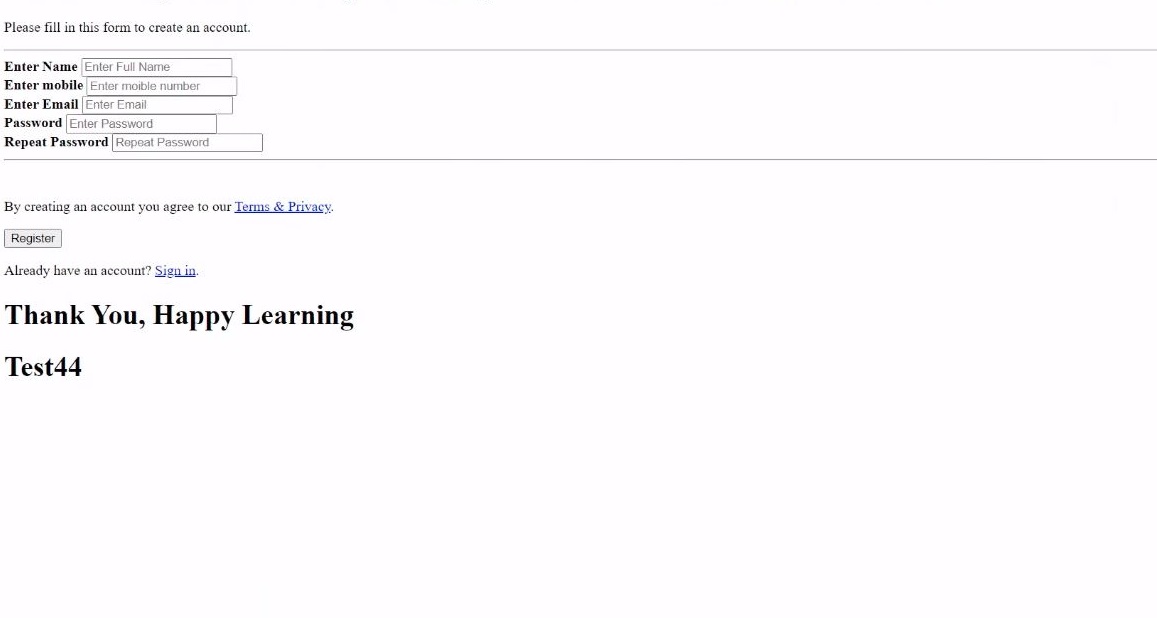 Please fill in this form to create an account.
Enter Name Enter Full Name
Enter mobile Enter moible number
Enter Email Enter Email
Password Enter Password
Repeat Password Repeat Password
By creating an account you agree to our Terms & Privacy.
Register
Already have an account? Sign in.
Thank You, Happy Learning
Test44